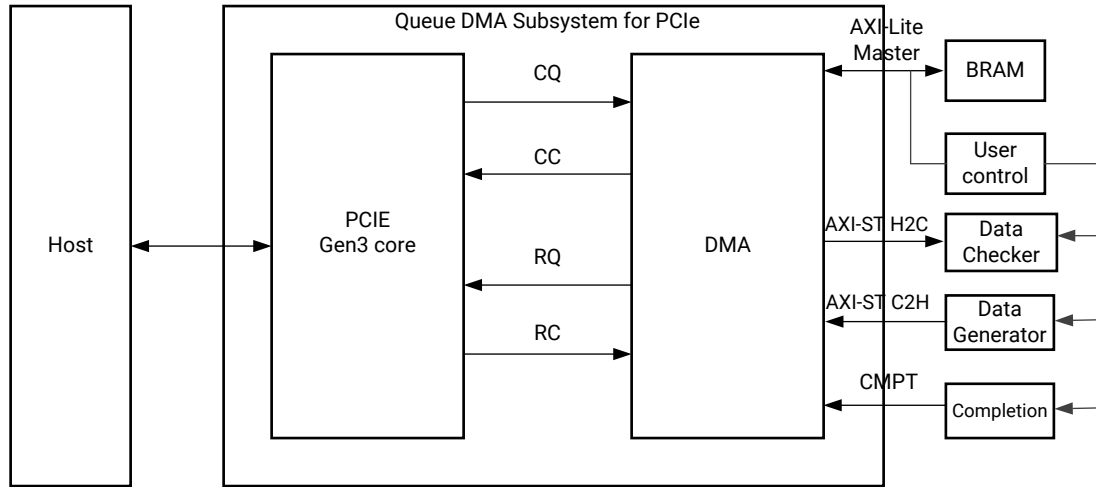 Queue DMA Subsystem for PCIe
AXI-Lite
Master
CQ
BRAM
CC
User
control
PCIE
Gen3 core
Host
DMA
AXI-ST H2C
Data
Checker
RQ
AXI-ST C2H
Data
Generator
RC
CMPT
Completion